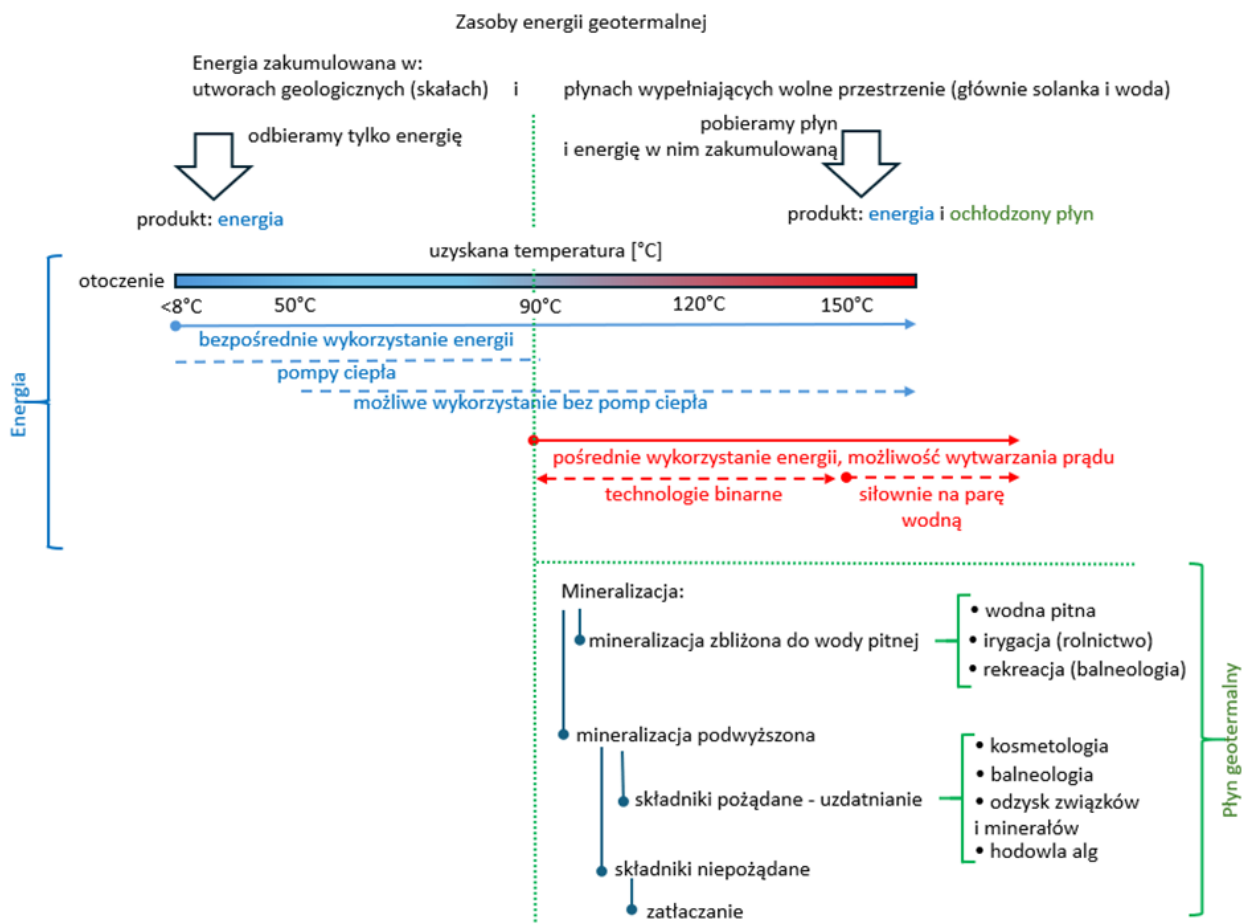 Zasoby energii geotermalnej
Energia zakumulowana w:
utworach geologicznych (skałach) i płynach wypełniających wolne przestrzenie (głównie solanka i woda)
odbieramy tylko energię
pobieramy płyn
i energię w nim zakumulowaną
produkt: energia
produkt: energia i ochłodzony płyn
uzyskana temperatura [°C]
otoczenie
<8°C 50°C 90°C 120°C 150°C
bezpośrednie wykorzystanie energii
pompy ciepła
możliwe wykorzystanie bez pomp ciepła
Energia
pośrednie wykorzystanie energii, możliwość wytwarzania prądu
technologie binarne
siłownie na parę
wodną
Mineralizacja:
mineralizacja zbliżona do wody pitnej
• wodna pitna
• irygacja (rolnictwo)
• rekreacja (balneologia)
mineralizacja podwyższona
składniki pożądane - uzdatnianie
• kosmetologia
• balneologia
• odzysk związków
i minerałów
• hodowla alg
składniki niepożądane
zatłaczanie
Płyn geotermalny